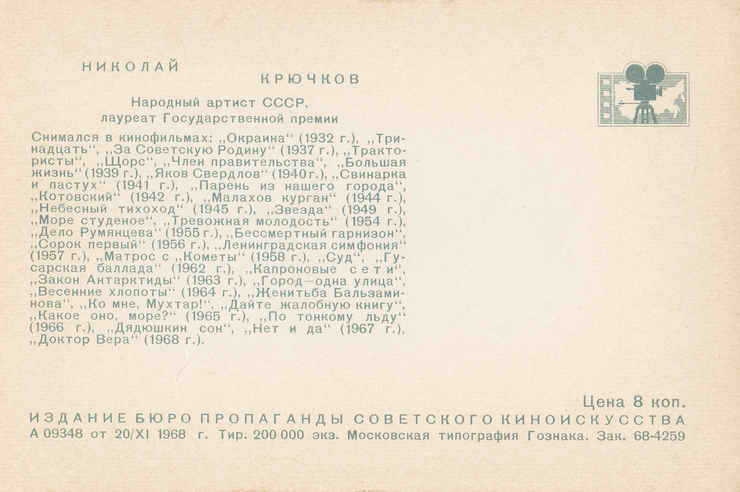 НИКОЛАЙ
КРЮЧКОВ
Народный артист СССР,
лауреат Государственной премии
Снимался в кинофильмах: „Окраина“ (1932 г.), „Три-
надцать“, „За Советскую Родину“ (1937 г.), „Тракто-
ристы“, „Щорс“, „Член правительства“, „Большая
жизнь“ (1939 г.), „Яков Свердлов“ (1940 г.), „Свинарка
и пастух“ (1941 г.), „Парень из нашего города“,
„Котовский“ (1942 г.), „Малахов курган“ (1944 г.),
„Небесный тихоход“ (1945 г.), „Звезда“ (1949 г.),
„Море студеное“, „Тревожная молодость“ (1954 г.),
„Дело Румянцева“ (1955 г.), „Бессмертный гарнизон“,
„Сорок первый“ (1956 г.), „Ленинградская симфония“
(1957 г.), „Матрос с „Кометы“ (1958 г.), „Суд“, „Гу-
сарская баллада“ (1962 г.), „Капроновые сети“,
„Закон Антарктиды“ (1963 г.), „Город—одна улица“,
„Весенние хлопоты“ (1964 г.), „Женитьба Бальзами-
нова“, „Ко мне, Мухтар!“, „Дайте жалобную книгу“,
„Какое оно, море?“ (1965 г.), „По тонкому льду“
(1966 г.), „Дядюшкин сон“, „Нет и да“ (1967 г.),
„Доктор Вера“ (1968 г.).
Цена 8 коп.
ИЗДАНИЕ БЮРО ПРОПАГАНДЫ СОВЕТСКОГО КИНОИСКУССТВА
А 09348 от 20/XI 1968 г. Тир. 200 000 экз. Московская типография Гознака. Зак. 68-4259